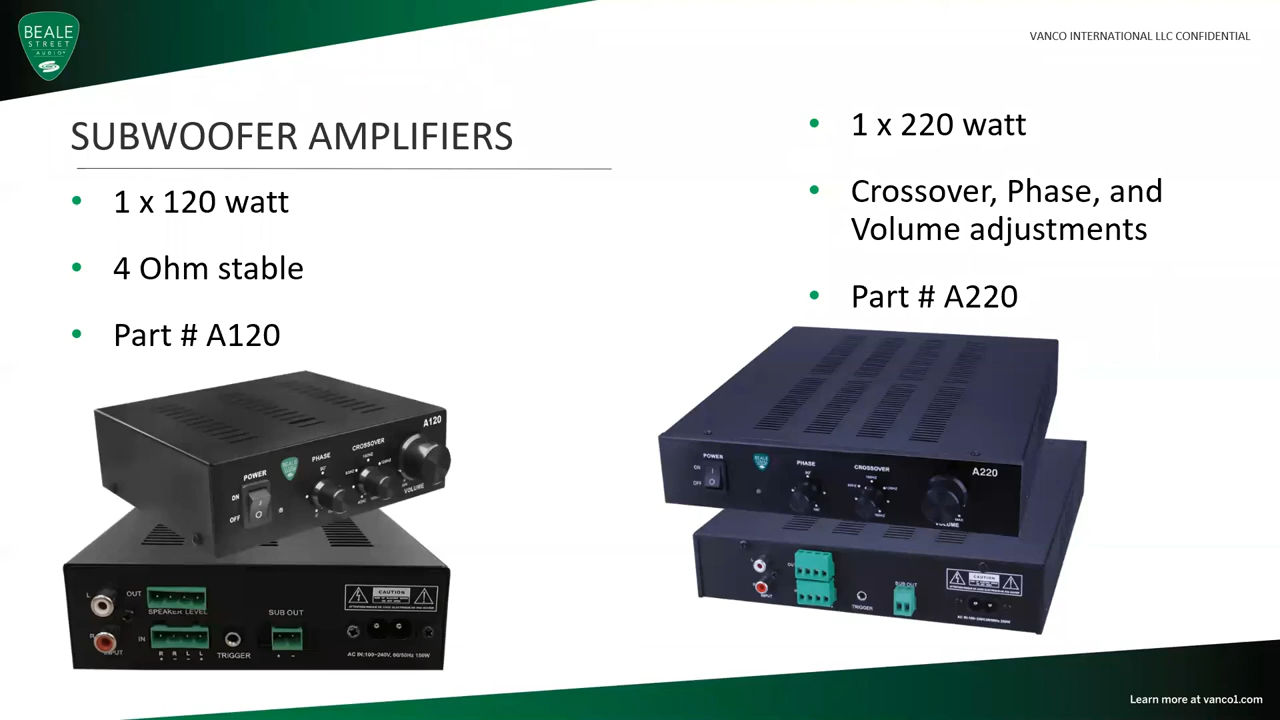 BEALE
STREET
AUDIO
VANCO INTERNATIONAL LLC CONFIDENTIAL
SUBWOOFER AMPLIFIERS
• 1 x 120 watt
• 4 Ohm stable
• Part # A120
• 1 x 220 watt
• Crossover, Phase, and
Volume adjustments
• Part # A220
A120
POWER
ON
OFF
PHASE
CROSSOVER
VOLUME
L
R
INPUT
OUT
SPEAKER LEVEL
IN
R R L L
+ - - +
TRIGGER
SUB OUT
+ -
CAUTION
AC IN:100~240V, 60/50Hz 150W
POWER
ON
OFF
PHASE
CROSSOVER
A220
VOLUME
MAX
INPUT
TRIGGER
SUB OUT
CAUTION
Learn more at vanco1.com